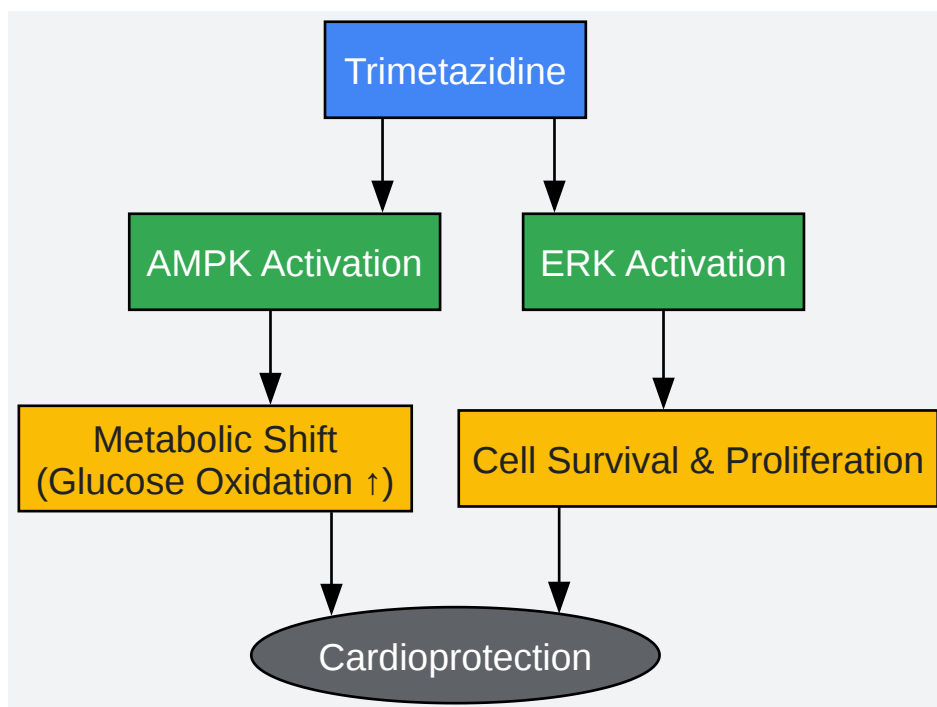 Trimetazidine
AMPK Activation
ERK Activation
Metabolic Shift
(Glucose Oxidation ↑)
Cell Survival & Proliferation
Cardioprotection